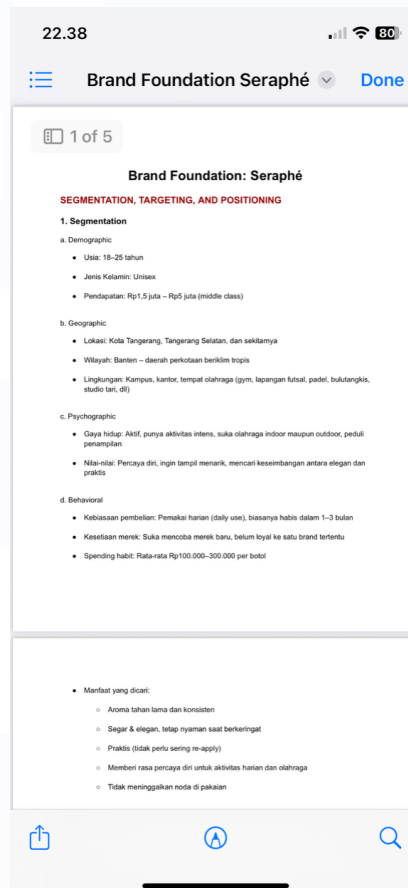 22.38
80
Brand Foundation Seraphé
Done
1 of 5
Brand Foundation: Seraphé
SEGMENTATION, TARGETING, AND POSITIONING
1. Segmentation
a. Demographic
● Usia: 18–25 tahun
● Jenis Kelamin: Unisex
● Pendapatan: Rp1,5 juta – Rp5 juta (middle class)
b. Geographic
● Lokasi: Kota Tangerang, Tangerang Selatan, dan sekitarnya
● Wilayah: Banten – daerah perkotaan beriklim tropis
● Lingkungan: Kampus, kantor, tempat olahraga (gym, lapangan futsal, padel, bulutangkis,
studio tari, dll)
c. Psychographic
● Gaya hidup: Aktif, punya aktivitas intens, suka olahraga indoor maupun outdoor, peduli
penampilan
● Nilai-nilai: Percaya diri, ingin tampil menarik, mencari keseimbangan antara elegan dan
praktis
d. Behavioral
● Kebiasaan pembelian: Pemakai harian (daily use), biasanya habis dalam 1–3 bulan
● Kesetiaan merek: Suka mencoba merek baru, belum loyal ke satu brand tertentu
● Spending habit: Rata-rata Rp100.000–300.000 per botol
● Manfaat yang dicari:
○ Aroma tahan lama dan konsisten
○ Segar & elegan, tetap nyaman saat berkeringat
○ Praktis (tidak perlu sering re-apply)
○ Memberi rasa percaya diri untuk aktivitas harian dan olahraga
○ Tidak meninggalkan noda di pakaian